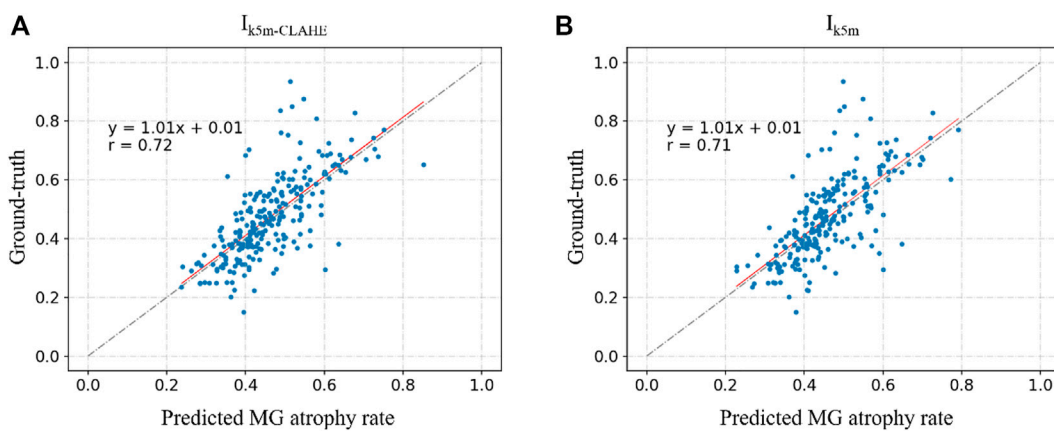 A
I_k5m-CLAHE
1.0
0.8
0.6
0.4
0.2
0.0
Ground-truth
y = 1.01x + 0.01
r = 0.72
0.0 0.2 0.4 0.6 0.8 1.0
Predicted MG atrophy rate
B
I_k5m
1.0
0.8
0.6
0.4
0.2
0.0
Ground-truth
y = 1.01x + 0.01
r = 0.71
0.0 0.2 0.4 0.6 0.8 1.0
Predicted MG atrophy rate